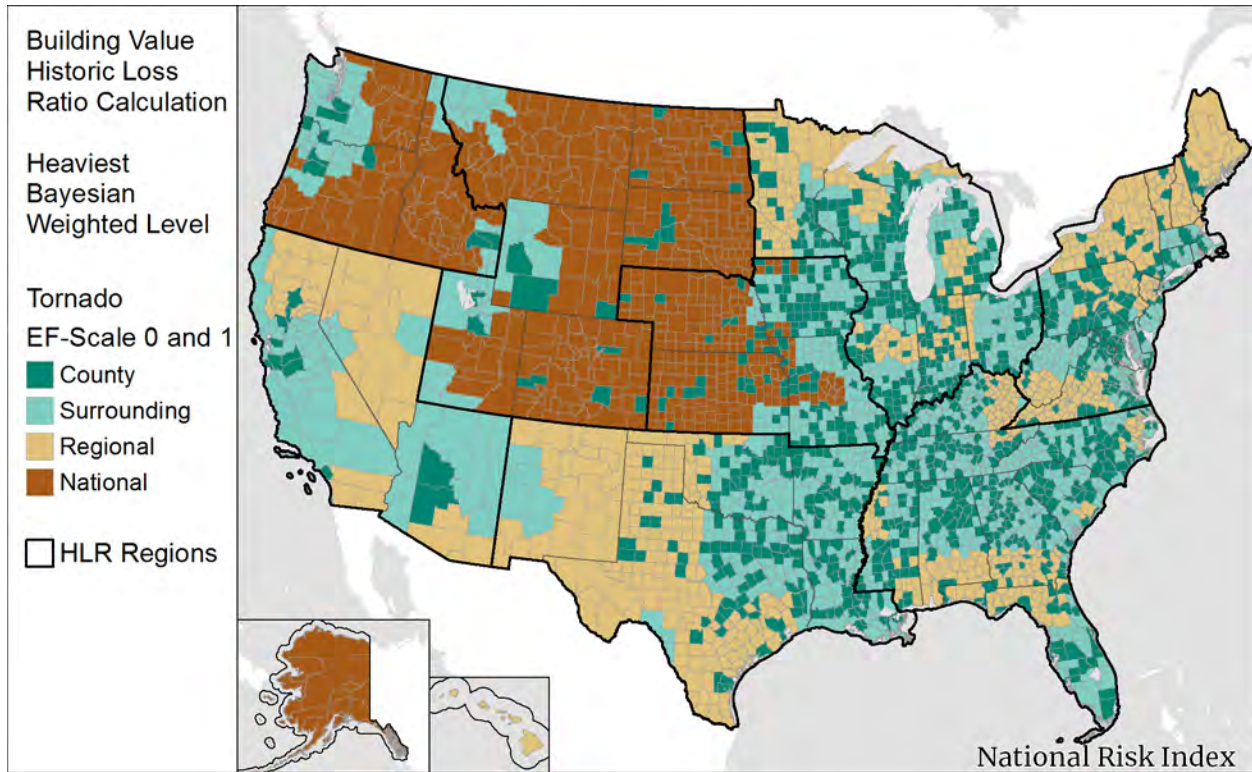 Building Value
Historic Loss
Ratio Calculation
Heaviest
Bayesian
Weighted Level
Tornado
EF-Scale 0 and 1
County
Surrounding
Regional
National
HLR Regions
National Risk Index